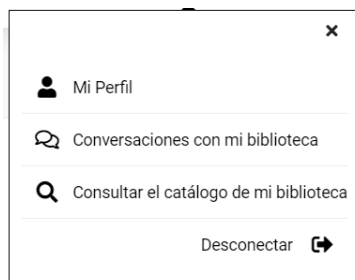 Mi Perfil
Conversaciones con mi biblioteca
Consultar el catálogo de mi biblioteca
Desconectar